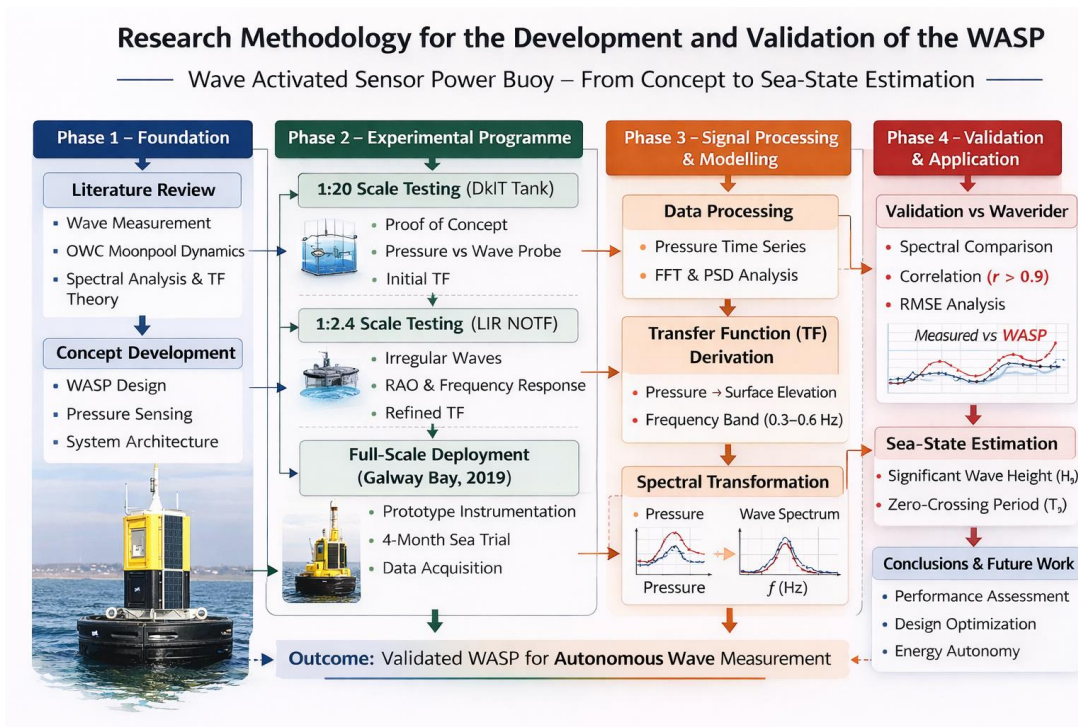 Research Methodology for the Development and Validation of the WASP
Wave Activated Sensor Power Buoy – From Concept to Sea-State Estimation
Phase 1 – Foundation
Literature Review
▪ Wave Measurement
▪ OWC Moonpool Dynamics
▪ Spectral Analysis & TF
Theory
Concept Development
▪ WASP Design
▪ Pressure Sensing
▪ System Architecture
Phase 2 – Experimental Programme
1:20 Scale Testing (DkIT Tank)
• Proof of Concept
• Pressure vs Wave Probe
• Initial TF
1:2.4 Scale Testing (LIR NOTF)
• Irregular Waves
• RAO & Frequency Response
• Refined TF
Full-Scale Deployment
(Galway Bay, 2019)
• Prototype Instrumentation
• 4-Month Sea Trial
• Data Acquisition
Phase 3 – Signal Processing
& Modelling
Data Processing
• Pressure Time Series
• FFT & PSD Analysis
Transfer Function (TF)
Derivation
• Pressure → Surface Elevation
• Frequency Band (0.3–0.6 Hz)
Spectral Transformation
• Pressure
Wave Spectrum
Pressure
f (Hz)
Phase 4 – Validation
& Application
Validation vs Waverider
• Spectral Comparison
• Correlation (r > 0.9)
• RMSE Analysis
Measured vs WASP
Sea-State Estimation
• Significant Wave Height (H
• Zero-Crossing Period (T
Conclusions & Future Work
• Performance Assessment
• Design Optimization
• Energy Autonomy
Outcome: Validated WASP for Autonomous Wave Measurement